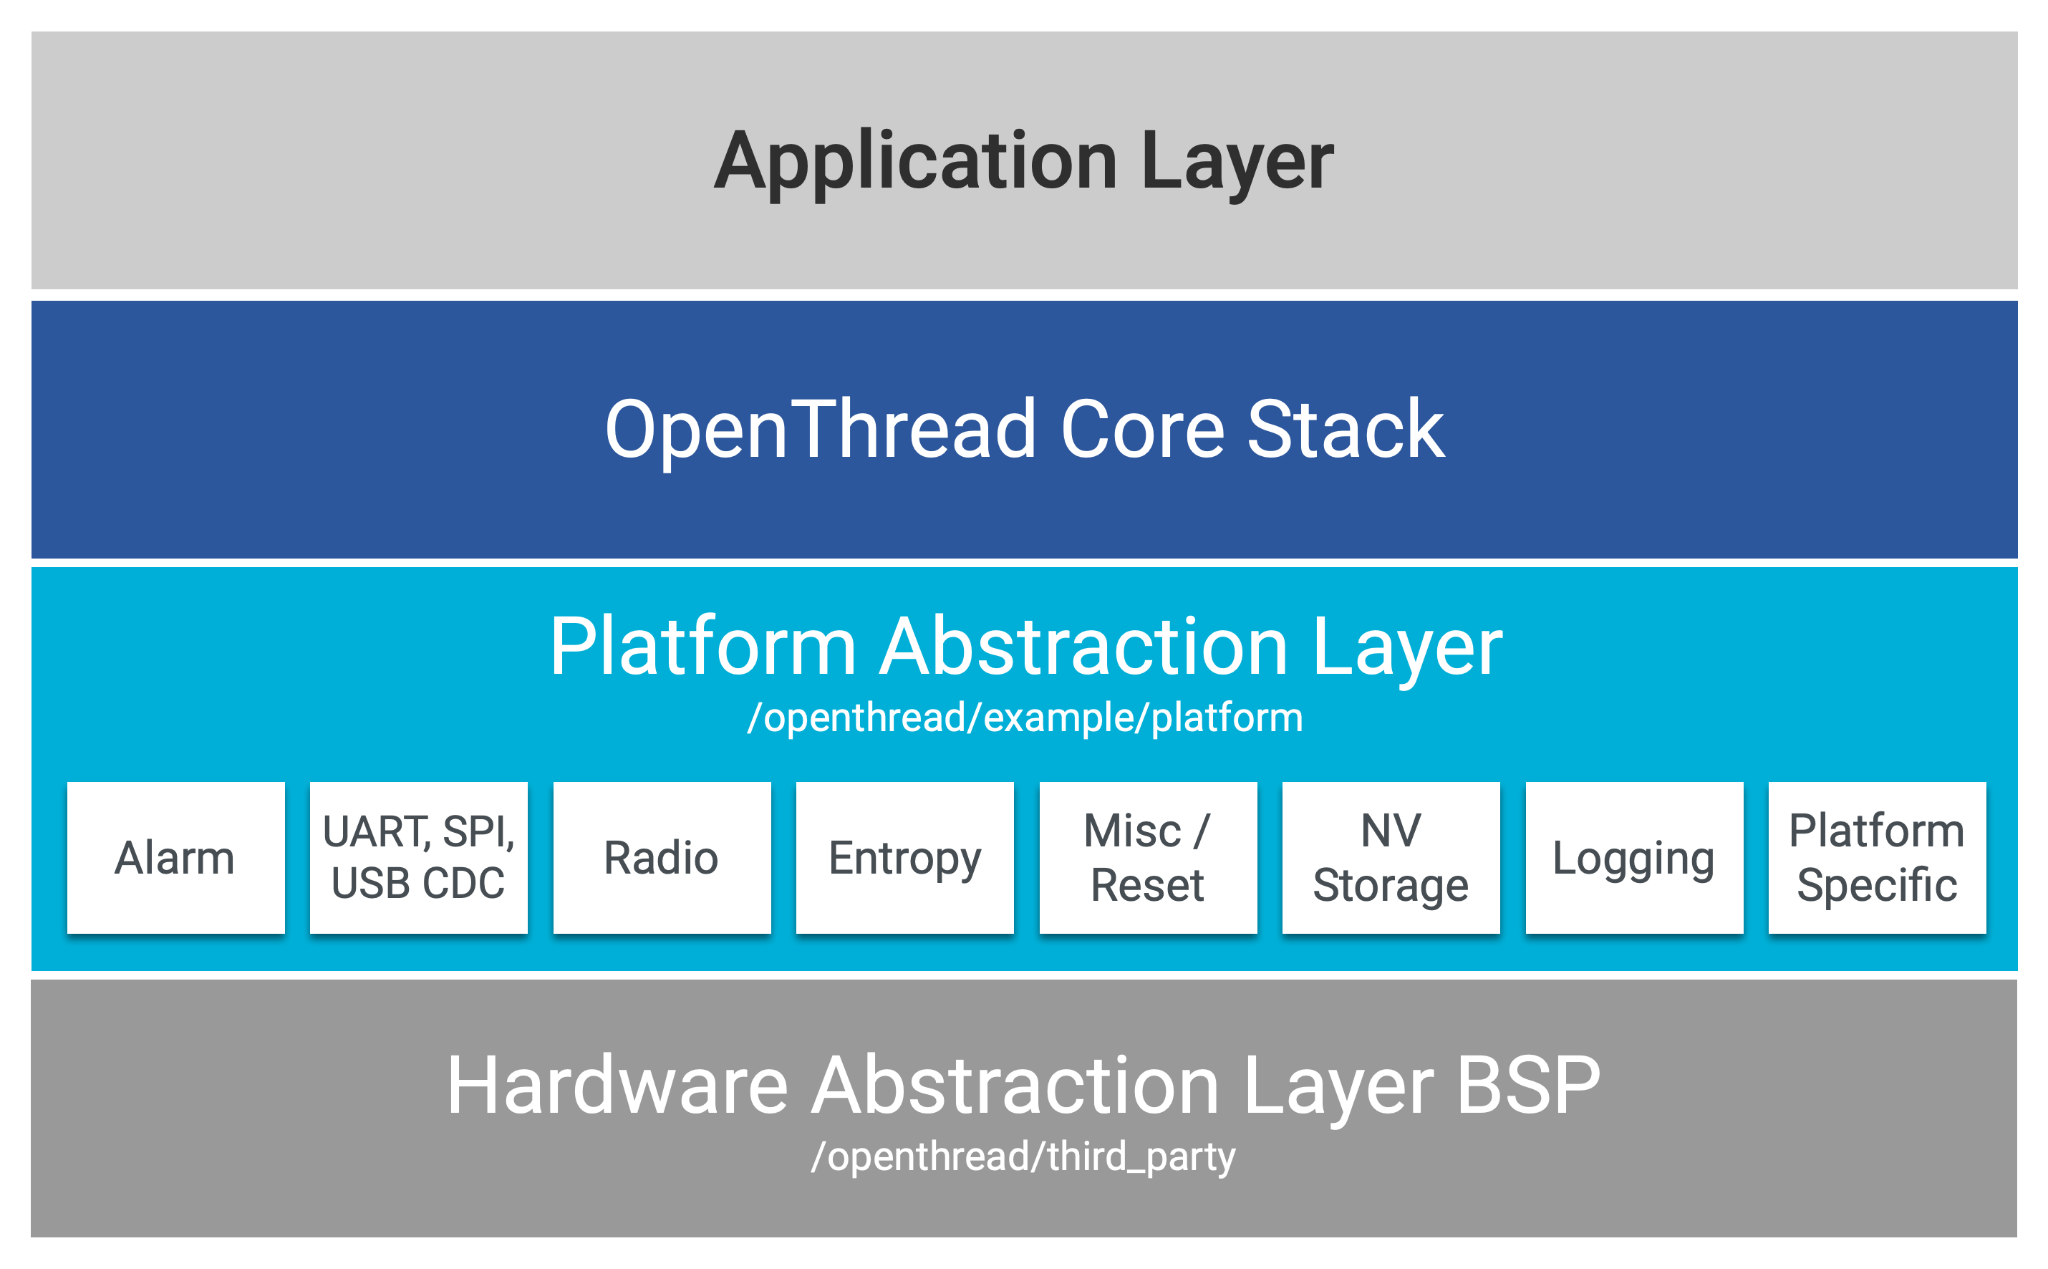 Application Layer
OpenThread Core Stack
Platform Abstraction Layer
/openthread/example/platform
Alarm
UART, SPI,
USB CDC
Radio
Entropy
Misc /
Reset
NV
Storage
Logging
Platform
Specific
Hardware Abstraction Layer BSP
/openthread/third_party